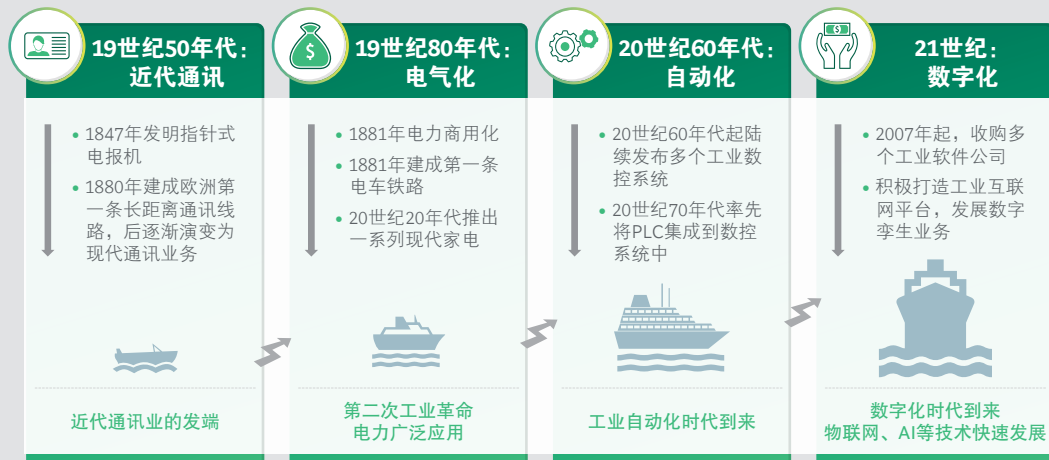 19世纪50年代：
近代通讯
• 1847年发明指针式
电报机
• 1880年建成欧洲第
一条长距离通讯线
路，后逐渐演变为
现代通讯业务
近代通讯业的发端
$
19世纪80年代：
电气化
• 1881年电力商用化
• 1881年建成第一条
电车铁路
• 20世纪20年代推出
一系列现代家电
第二次工业革命
电力广泛应用
20世纪60年代：
自动化
• 20世纪60年代起陆
续发布多个工业数
控系统
• 20世纪70年代率先
将PLC集成到数控
系统中
工业自动化时代到来
$
21世纪：
数字化
• 2007年起，收购多
个工业软件公司
• 积极打造工业互联
网平台，发展数字
孪生业务
数字化时代到来
物联网、AI等技术快速发展